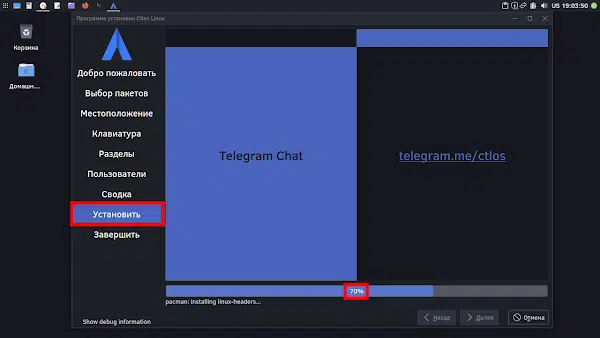 US 19:03:50
Программа установки Ctlos Linux
Корзина
Домашн...
Добро пожаловать
Выбор пакетов
Местоположение
Клавиатура
Разделы
Пользователи
Сводка
Установить
Завершить
Telegram Chat
telegram.me/ctlos
70%
pacman: Installing linux-headers...
Show debug information
Назад
Далее
Отмена